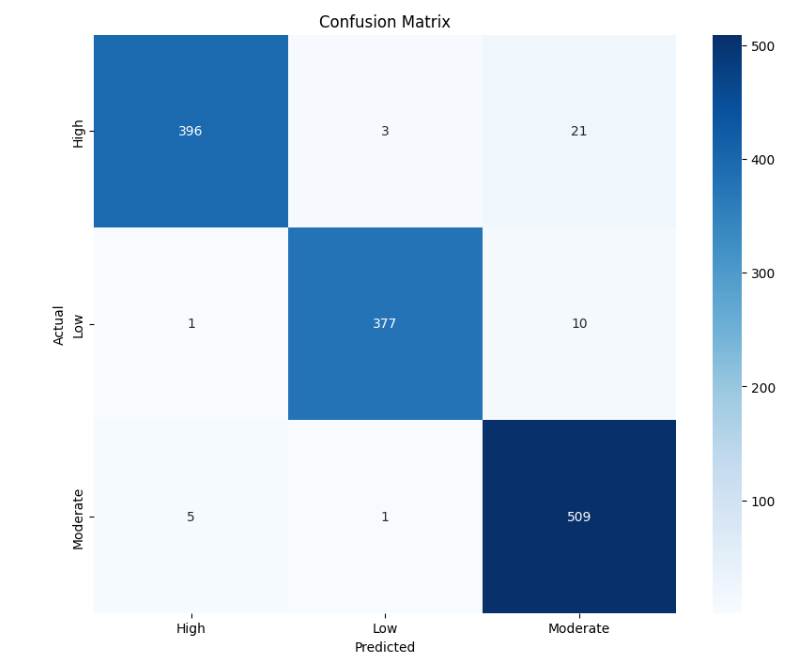 Confusion Matrix
High
396
3
21
Low
1
377
10
Moderate
5
1
509
Actual
High
Low
Moderate
Predicted
500
400
300
200
100